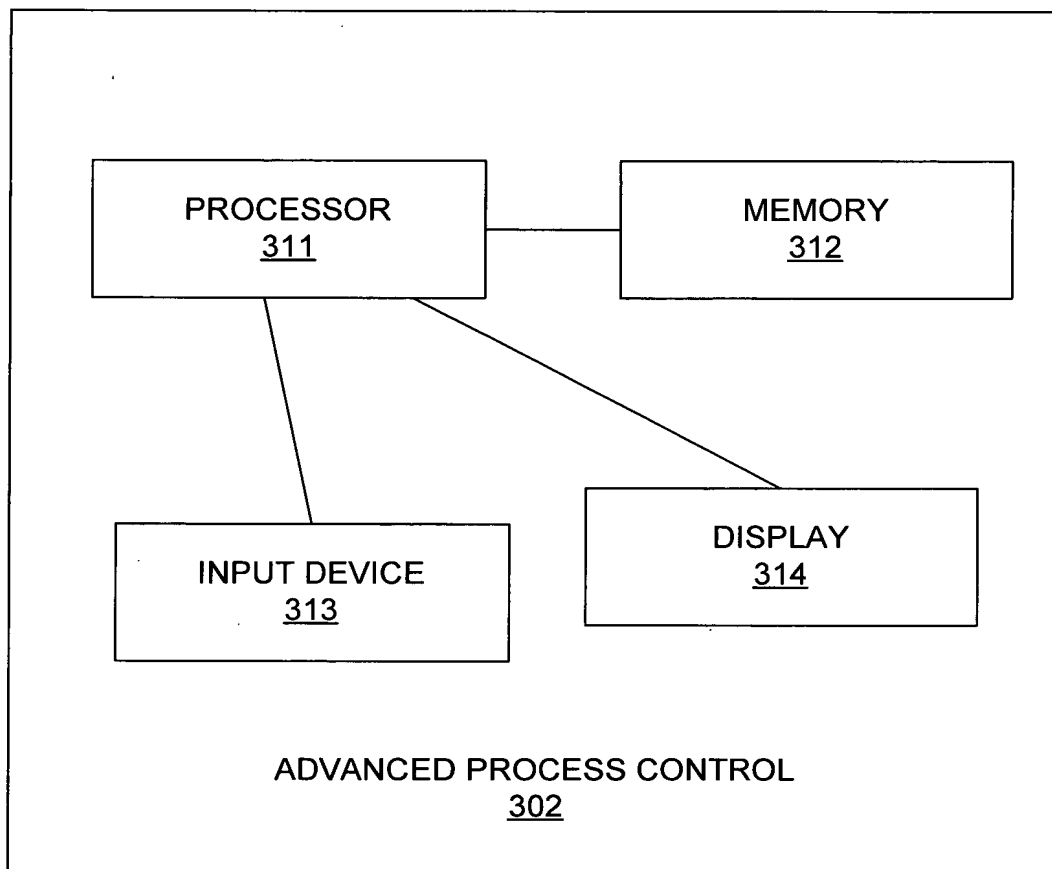 PROCESSOR
311
MEMORY
312
INPUT DEVICE
313
DISPLAY
314
ADVANCED PROCESS CONTROL
302